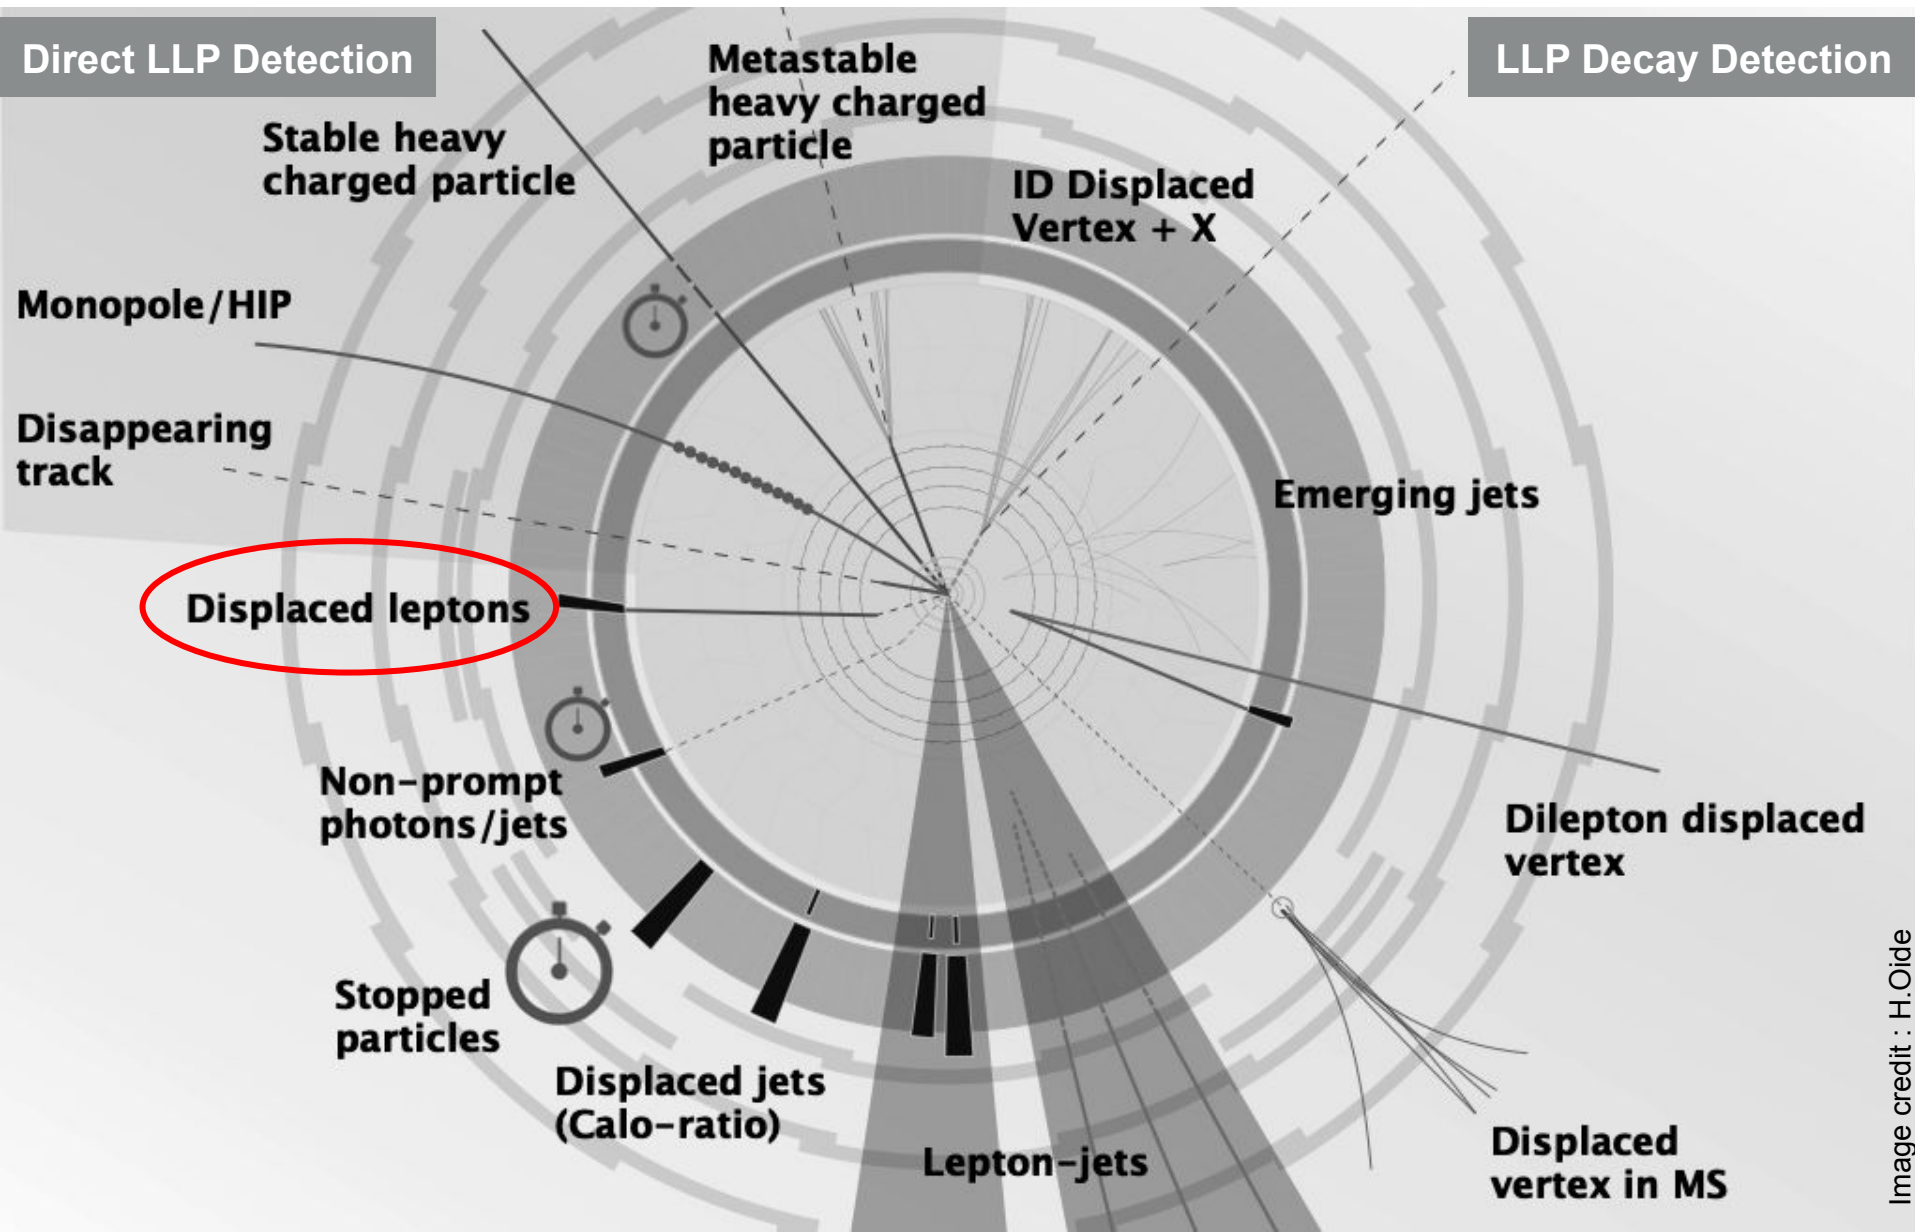 Direct LLP Detection
LLP Decay Detection
Metastable
heavy charged
particle
Stable heavy
charged particle
ID Displaced
Vertex + X
Monopole/HIP
Disappearing
track
Emerging jets
Displaced leptons
Non-prompt
photons/jets
Dilepton displaced
vertex
Stopped
particles
Displaced jets
(Calo-ratio)
Lepton-jets
Displaced
vertex in MS
Image credit : H.Oide